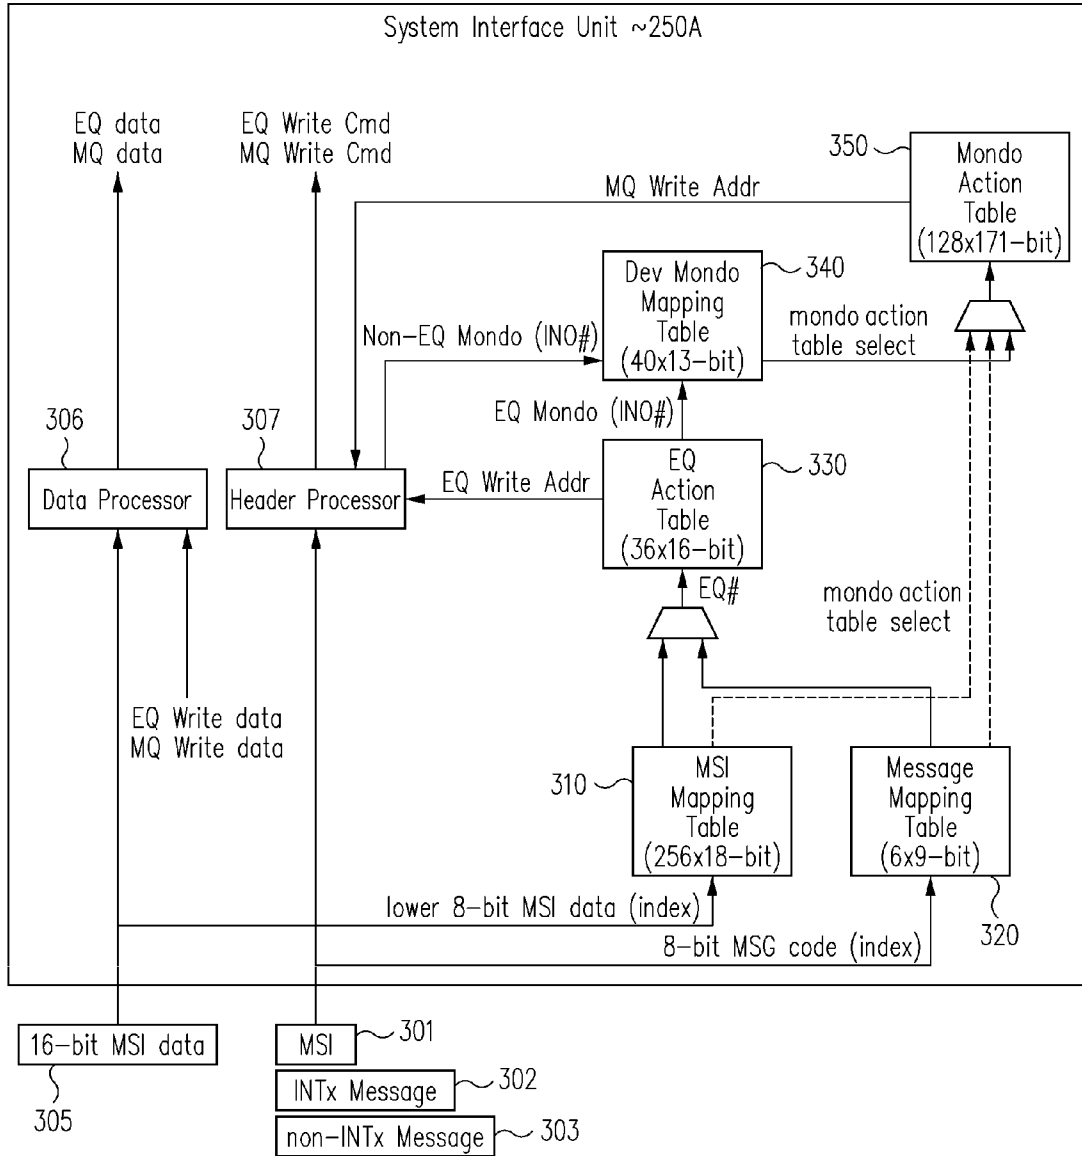 System Interface Unit ~250A
EQ data
MQ data
EQ Write Cmd
MQ Write Cmd
350
Mondo
Action
Table
(128x171-bit)
MQ Write Addr
340
Dev Mondo
Mapping
Table
(40x13-bit)
mondo action
table select
Non-EQ Mondo (INO#)
EQ Mondo (INO#)
306
Data Processor
307
Header Processor
EQ Write Addr
330
EQ
Action
Table
(36x16-bit)
EQ#
mondo action
table select
EQ Write data
MQ Write data
310
MSI
Mapping
Table
(256x18-bit)
Message
Mapping
Table
(6x9-bit)
320
lower 8-bit MSI data (index)
8-bit MSG code (index)
16-bit MSI data
305
MSI
301
INTx Message
302
non-INTx Message
303